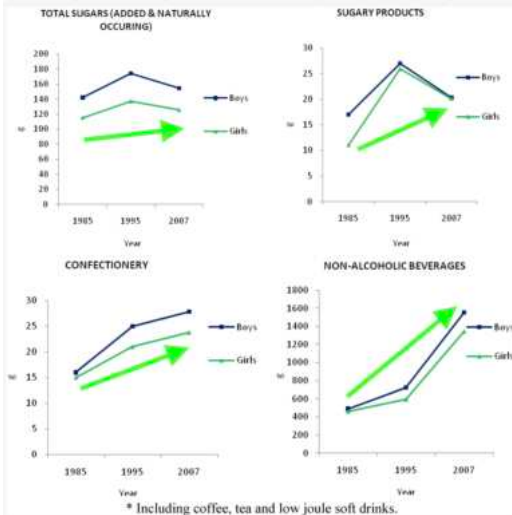 TOTAL SUGARS (ADDED & NATURALLY
OCCURING)
200
180
160
140
120
100
80
60
40
20
0
g
1985 1995 2007
Year
Boys
Girls
SUGARY PRODUCTS
30
25
20
15
10
5
0
g
1985 1995 2007
Year
Boys
Girls
CONFECTIONERY
30
25
20
15
10
5
0
g
1985 1995 2007
Year
Boys
Girls
NON-ALCOHOLIC BEVERAGES
1800
1600
1400
1200
1000
800
600
400
200
0
g
1985 1995 2007
Year
Boys
Girls
* Including coffee, tea and low joule soft drinks.